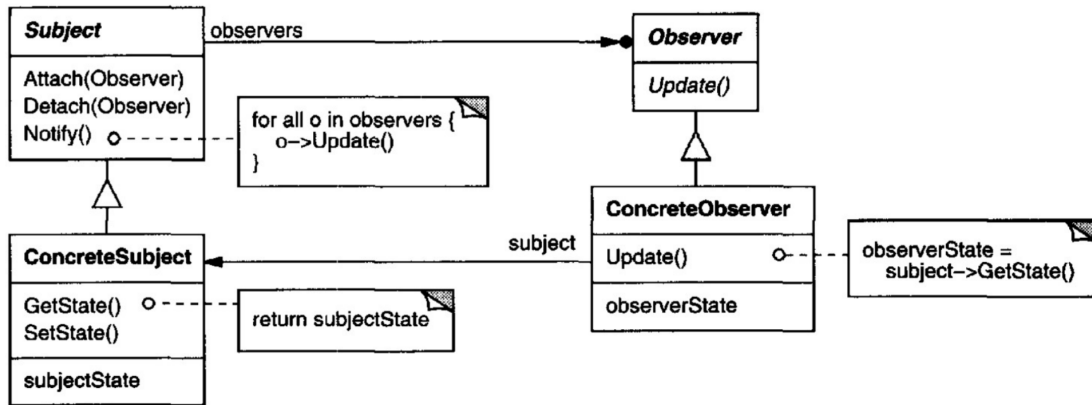 Subject
Attach(Observer)
Detach(Observer)
Notify()
observers
Observer
Update()
for all o in observers {
o->Update()
}
ConcreteSubject
GetState()
SetState()
subjectState
return subjectState
subject
ConcreteObserver
Update()
observerState
observerState =
subject->GetState()